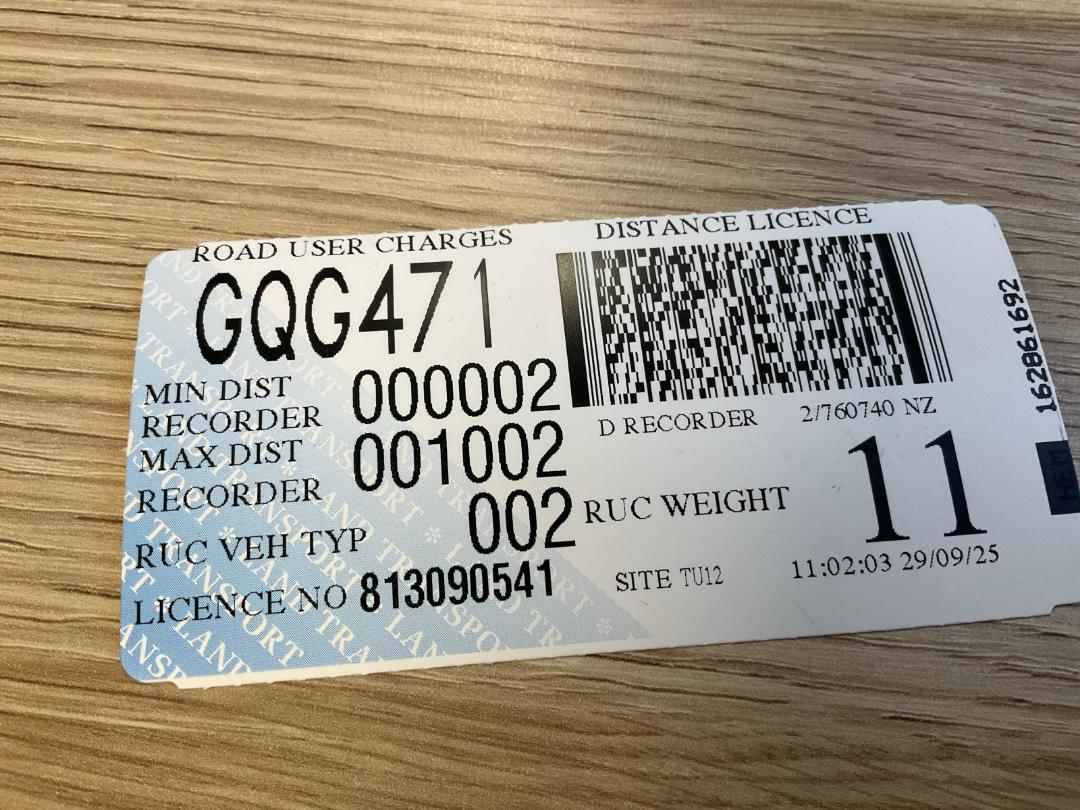 ROAD USER CHARGES
GQG471
MIN DIST
RECORDER 000002
MAX DIST
RECORDER 001002
RUC VEH TYP 002
LICENCE NO 813090541
DISTANCE LICENCE
D RECORDER 2/760740 NZ
RUC WEIGHT 11
SITE TU12 11:02:03 29/09/25
162861692